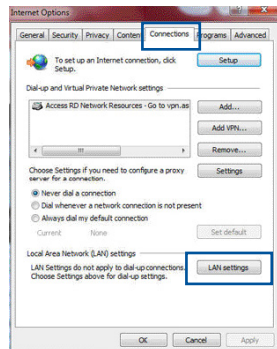 Internet Options
General Security Privacy Content Connections Programs Advanced
To set up an Internet connection, click
Setup.
Setup
Dial-up and Virtual Private Network settings
Access RD Network Resources - Go to vpn.as
Add...
Add VPN...
Remove...
Choose Settings if you need to configure a proxy
server for a connection.
Settings
Never dial a connection
Dial whenever a network connection is not present
Always dial my default connection
Current None
Set default
Local Area Network (LAN) settings
LAN Settings do not apply to dial-up connections.
Choose Settings above for dial-up settings.
LAN settings
OK Cancel Apply